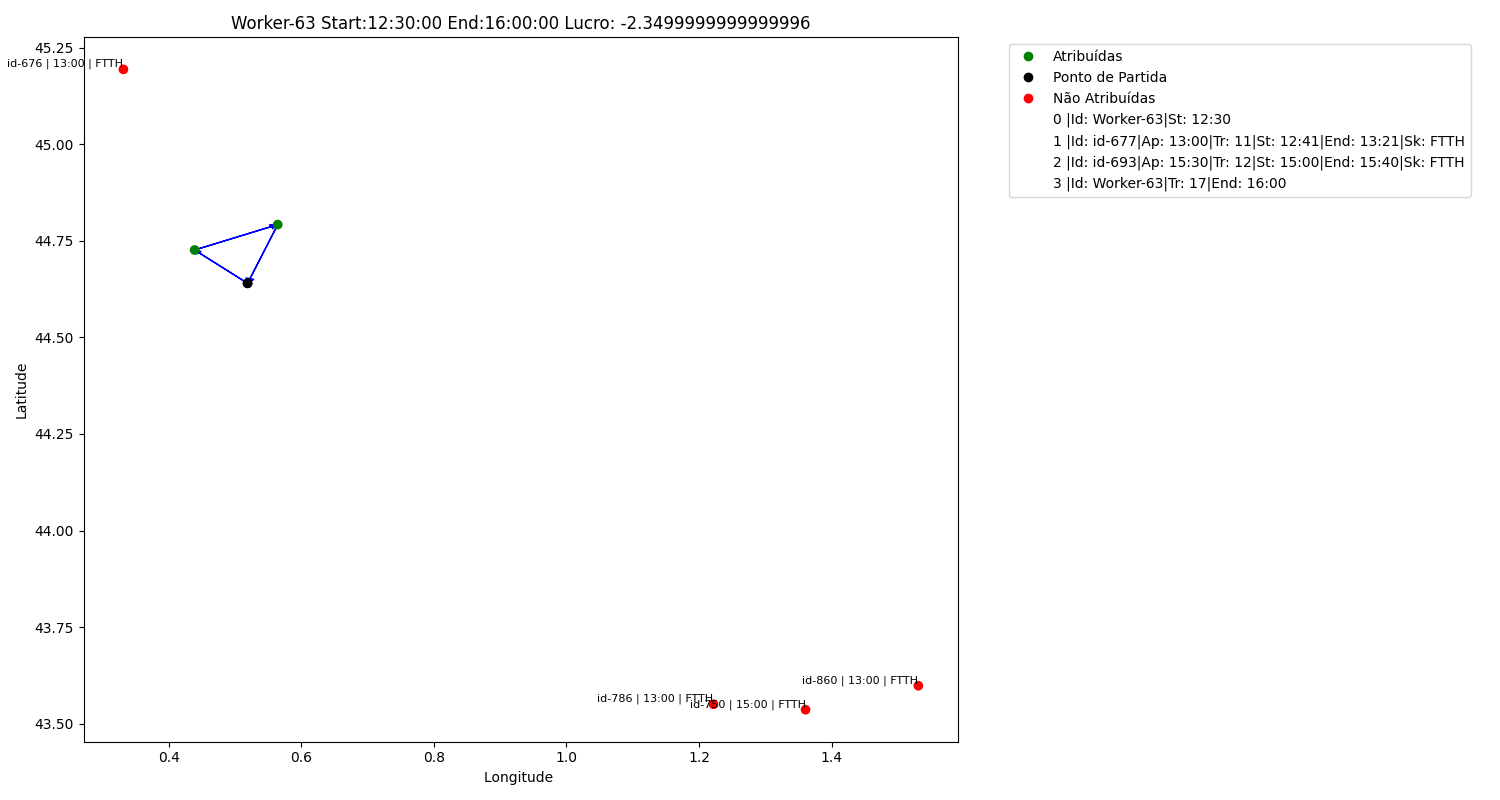 Worker-63 Start:12:30:00 End:16:00:00 Lucro: -2.3499999999999996
45.25
45.00
44.75
44.50
44.25
44.00
43.75
43.50
Latitude
id-676 | 13:00 | FTTH
id-860 | 13:00 | FTTH
id-786 | 13:00 | FTTH
| 15:00 | FTTH
0.4
0.6
0.8
1.0
1.2
1.4
Longitude
Atribuídas
Ponto de Partida
Não Atribuídas
0 |Id: Worker-63|St: 12:30
1 |Id: id-677|Ap: 13:00|Tr: 11|St: 12:41|End: 13:21|Sk: FTTH
2 |Id: id-693|Ap: 15:30|Tr: 12|St: 15:00|End: 15:40|Sk: FTTH
3 |Id: Worker-63|Tr: 17|End: 16:00